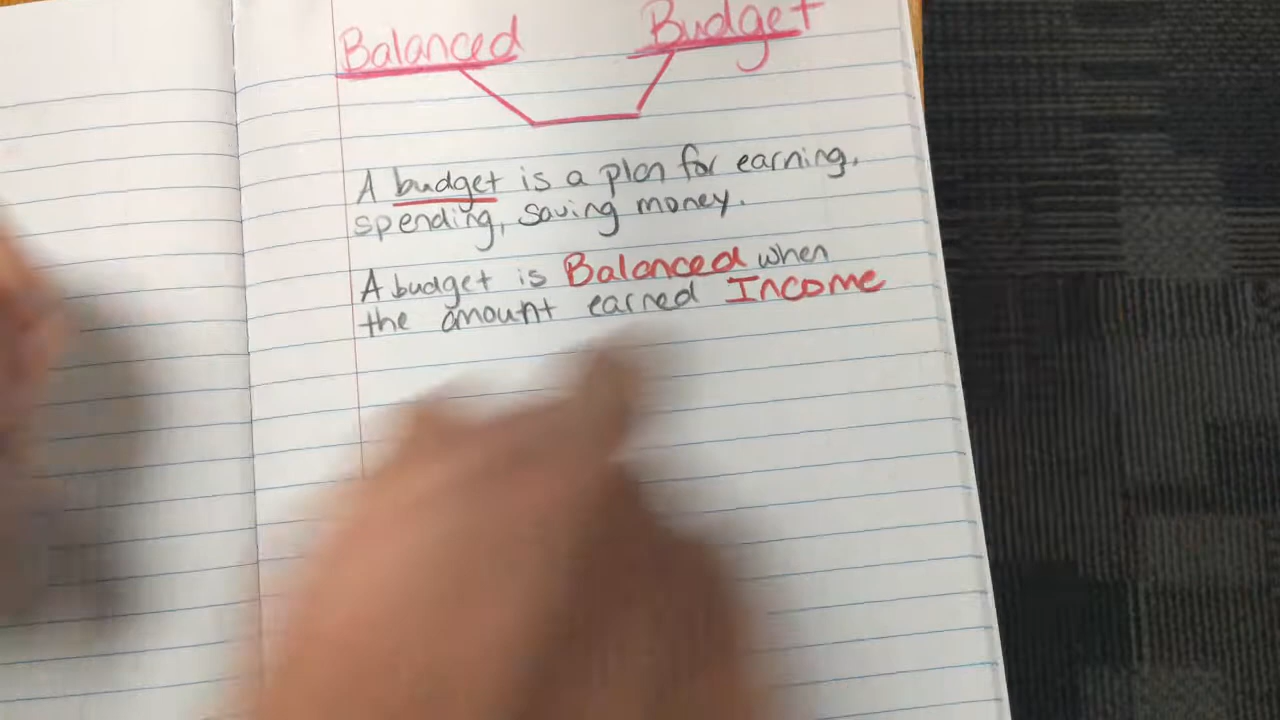 Balanced Budget
A budget is a plan for earning,
spending, saving money.
A budget is Balanced when
the amount earned Income